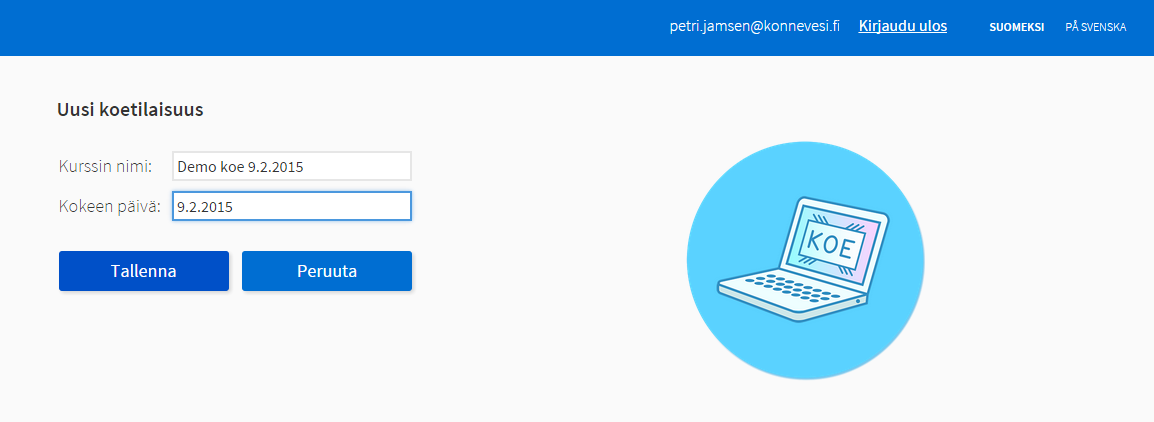 petri.jamsen@konnevesi.fi Kirjaudu ulos SUOMEKSI PÅ SVENSKA
Uusi koetilaisuus
Kurssin nimi: Demo koe 9.2.2015
Kokeen päivä: 9.2.2015
Tallenna Peruuta
KOE